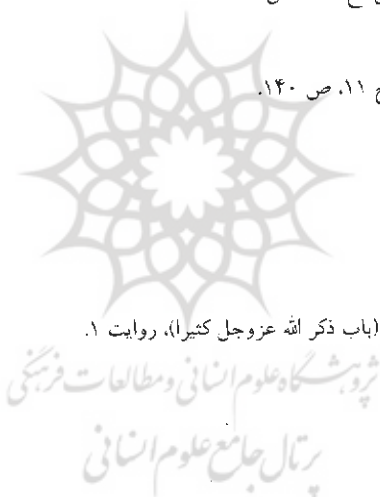 ج ۱۱، ص ۱۴۰.
(باب ذکر الله عزوجل کثیرا)، روایت ۱.
پژوهشگاه علوم انسانی و مطالعات فرهنگی
پرتال جامع علوم انسانی